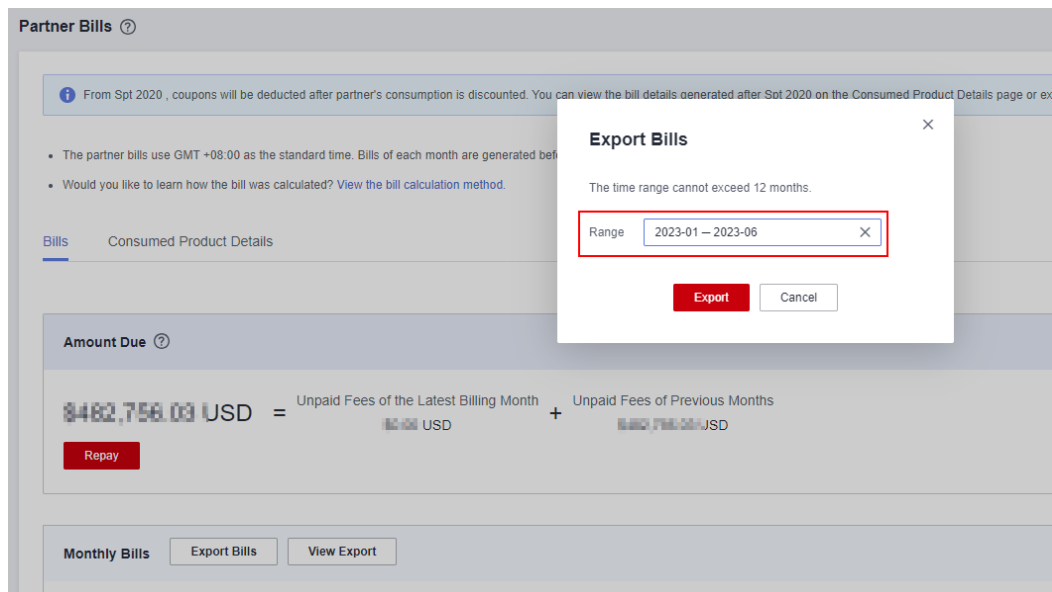 Partner Bills
From Spt 2020 , coupons will be deducted after partner's consumption is discounted. You can view the bill details generated after Spt 2020 on the Consumed Product Details page or ex
Export Bills
The partner bills use GMT +08:00 as the standard time. Bills of each month are generated bef
Would you like to learn how the bill was calculated? View the bill calculation method.
The time range cannot exceed 12 months.
Range 2023-01 — 2023-06
Bills Consumed Product Details
Export Cancel
Amount Due
USD = Unpaid Fees of the Latest Billing Month + Unpaid Fees of Previous Months
USD USD
Repay
Monthly Bills Export Bills View Export